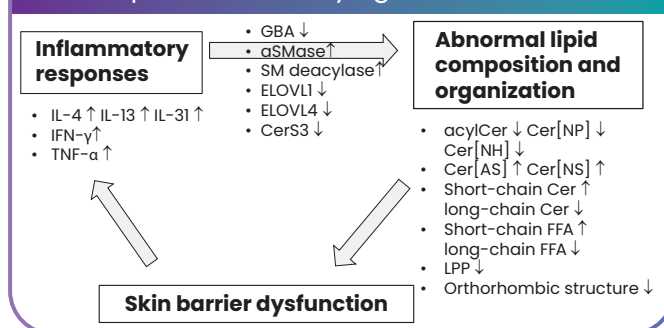 Inflammatory
responses
• IL-4 ↑ IL-13 ↑ IL-31 ↑
• IFN-γ↑
• TNF-α ↑
• GBA ↓
• aSMase↑
• SM deacylase↑
• ELOVL1 ↓
• ELOVL4 ↓
• CerS3 ↓
Abnormal lipid
composition and
organization
• acylCer ↓ Cer[NP] ↓
Cer[NH] ↓
• Cer[AS] ↑ Cer[NS] ↑
• Short-chain Cer ↑
long-chain Cer ↓
• Short-chain FFA ↑
long-chain FFA ↓
• LPP ↓
• Orthorhombic structure ↓
Skin barrier dysfunction